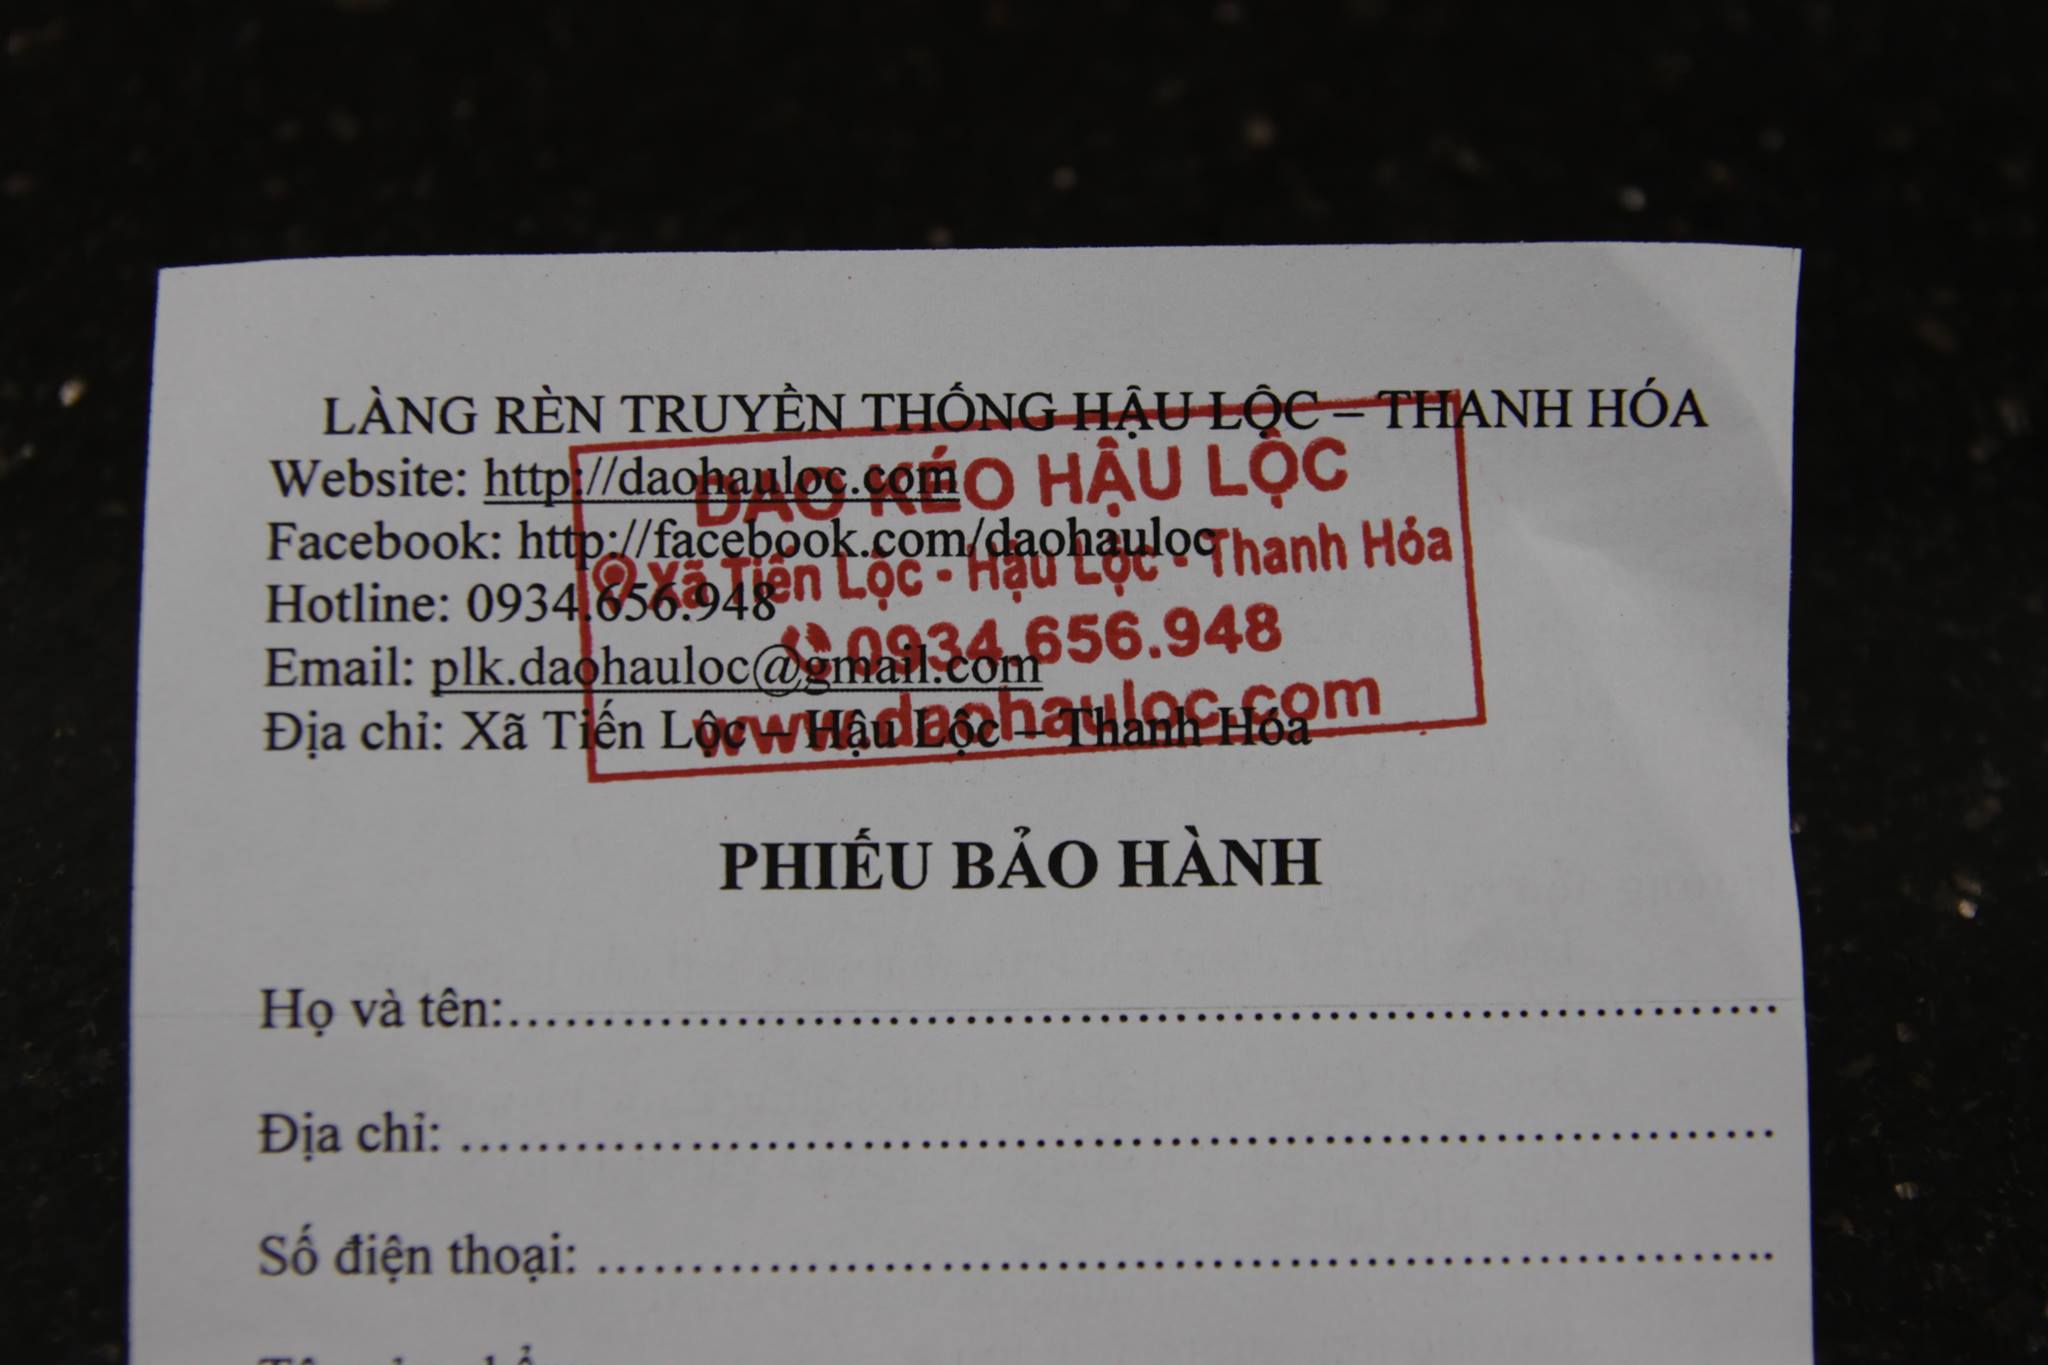 LÀNG RÈN TRUYỀN THỐNG HẬU LỘC – THANH HÓA
Website: http://daohauloc.com
Facebook: http://facebook.com/daohauloc
Hotline: 0934.656.948
Email: plk.daohauloc@gmail.com
Địa chỉ: Xã Tiến Lộc – Hậu Lộc – Thanh Hóa
DAO KÉO HẬU LỘC
Xã Tiến Lộc - Hậu Lộc - Thanh Hóa
0934.656.948
www.daohauloc.com
PHIẾU BẢO HÀNH
Họ và tên:
Địa chỉ:
Số điện thoại: